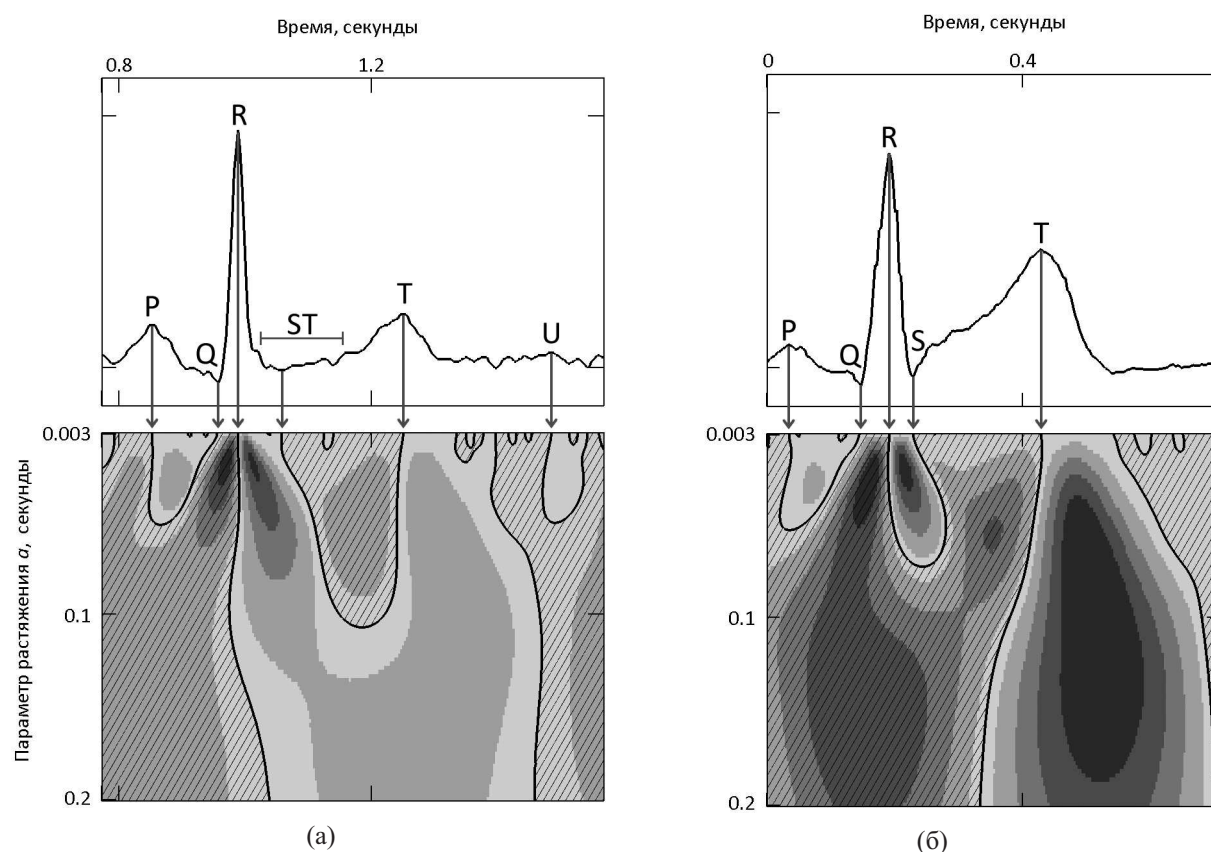 Время, секунды
0.8 1.2
R
P
Q
ST
T
U
0.003
0.1
0.2
Параметр растяжения a, секунды
(а)
Время, секунды
0 0.4
R
P
Q
S
T
0.003
0.1
0.2
(б)